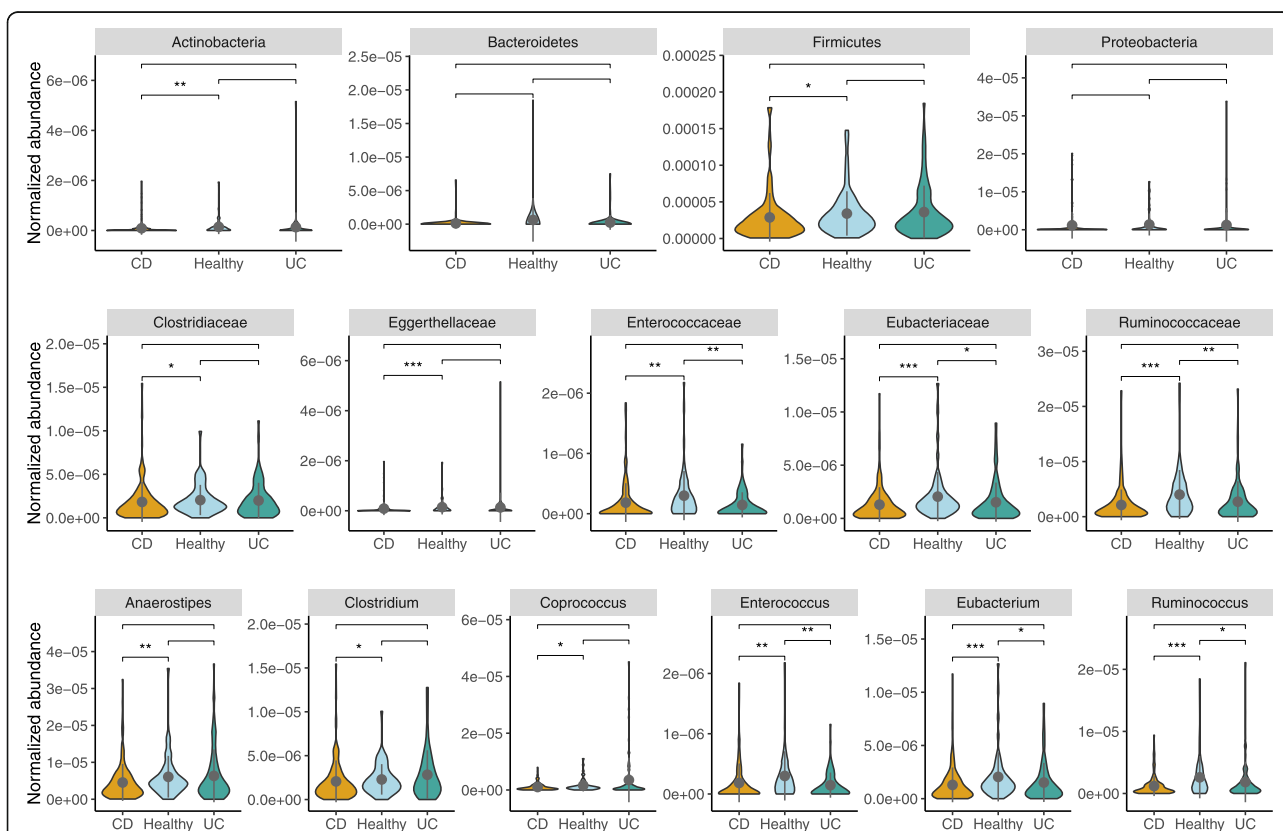 Actinobacteria Bacteroidetes Firmicutes Proteobacteria
Normalized abundance
6e−06
4e−06
2e−06
0e+00
**
CD Healthy UC
2.5e−05
2.0e−05
1.5e−05
1.0e−05
5.0e−06
0.0e+00
CD Healthy UC
0.00025
0.00020
0.00015
0.00010
0.00005
0.00000
*
CD Healthy UC
4e−05
3e−05
2e−05
1e−05
0e+00
CD Healthy UC
Clostridiaceae Eggerthellaceae Enterococcaceae Eubacteriaceae Ruminococcaceae
Normalized abundance
2.0e−05
1.5e−05
1.0e−05
5.0e−06
0.0e+00
*
CD Healthy UC
6e−06
4e−06
2e−06
0e+00
***
CD Healthy UC
2e−06
1e−06
0e+00
** **
CD Healthy UC
1.5e−05
1.0e−05
5.0e−06
0.0e+00
*** *
CD Healthy UC
3e−05
2e−05
1e−05
0e+00
*** **
CD Healthy UC
Anaerostipes Clostridium Coprococcus Enterococcus Eubacterium Ruminococcus
Normalized abundance
4e−05
3e−05
2e−05
1e−05
0e+00
**
CD Healthy UC
2.0e−05
1.5e−05
1.0e−05
5.0e−06
0.0e+00
*
CD Healthy UC
6e−05
4e−05
2e−05
0e+00
*
CD Healthy UC
2e−06
1e−06
0e+00
** **
CD Healthy UC
1.5e−05
1.0e−05
5.0e−06
0.0e+00
*** *
CD Healthy UC
2e−05
1e−05
0e+00
*** *
CD Healthy UC